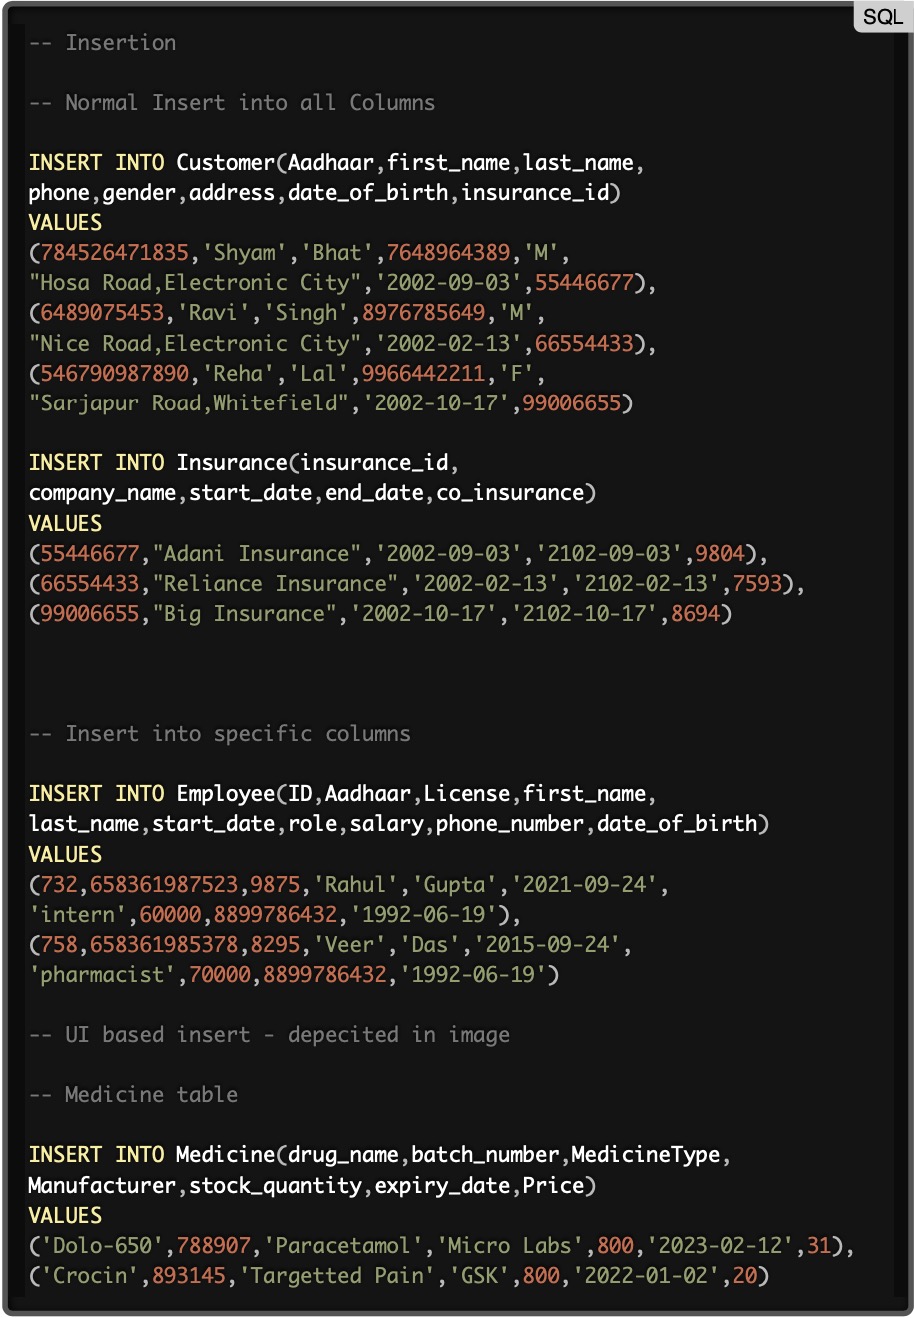 SQL
-- Insertion
-- Normal Insert into all Columns
INSERT INTO Customer(Aadhaar,first_name,last_name,
phone,gender,address,date_of_birth,insurance_id)
VALUES
(784526471835,'Shyam','Bhat',7648964389,'M',
"Hosa Road,Electronic City",'2002-09-03',55446677),
(6489075453,'Ravi','Singh',8976785649,'M',
"Nice Road,Electronic City",'2002-02-13',66554433),
(546790987890,'Reha','Lal',9966442211,'F',
"Sarjapur Road,Whitefield",'2002-10-17',99006655)
INSERT INTO Insurance(insurance_id,
company_name,start_date,end_date,co_insurance)
VALUES
(55446677,"Adani Insurance",'2002-09-03','2102-09-03',9804),
(66554433,"Reliance Insurance",'2002-02-13','2102-02-13',7593),
(99006655,"Big Insurance",'2002-10-17','2102-10-17',8694)
-- Insert into specific columns
INSERT INTO Employee(ID,Aadhaar,License,first_name,
last_name,start_date,role,salary,phone_number,date_of_birth)
VALUES
(732,658361987523,9875,'Rahul','Gupta','2021-09-24',
'intern',60000,8899786432,'1992-06-19'),
(758,658361985378,8295,'Veer','Das','2015-09-24',
'pharmacist',70000,8899786432,'1992-06-19')
-- UI based insert - depecited in image
-- Medicine table
INSERT INTO Medicine(drug_name,batch_number,MedicineType,
Manufacturer,stock_quantity,expiry_date,Price)
VALUES
('Dolo-650',788907,'Paracetamol','Micro Labs',800,'2023-02-12',31),
('Crocin',893145,'Targetted Pain','GSK',800,'2022-01-02',20)